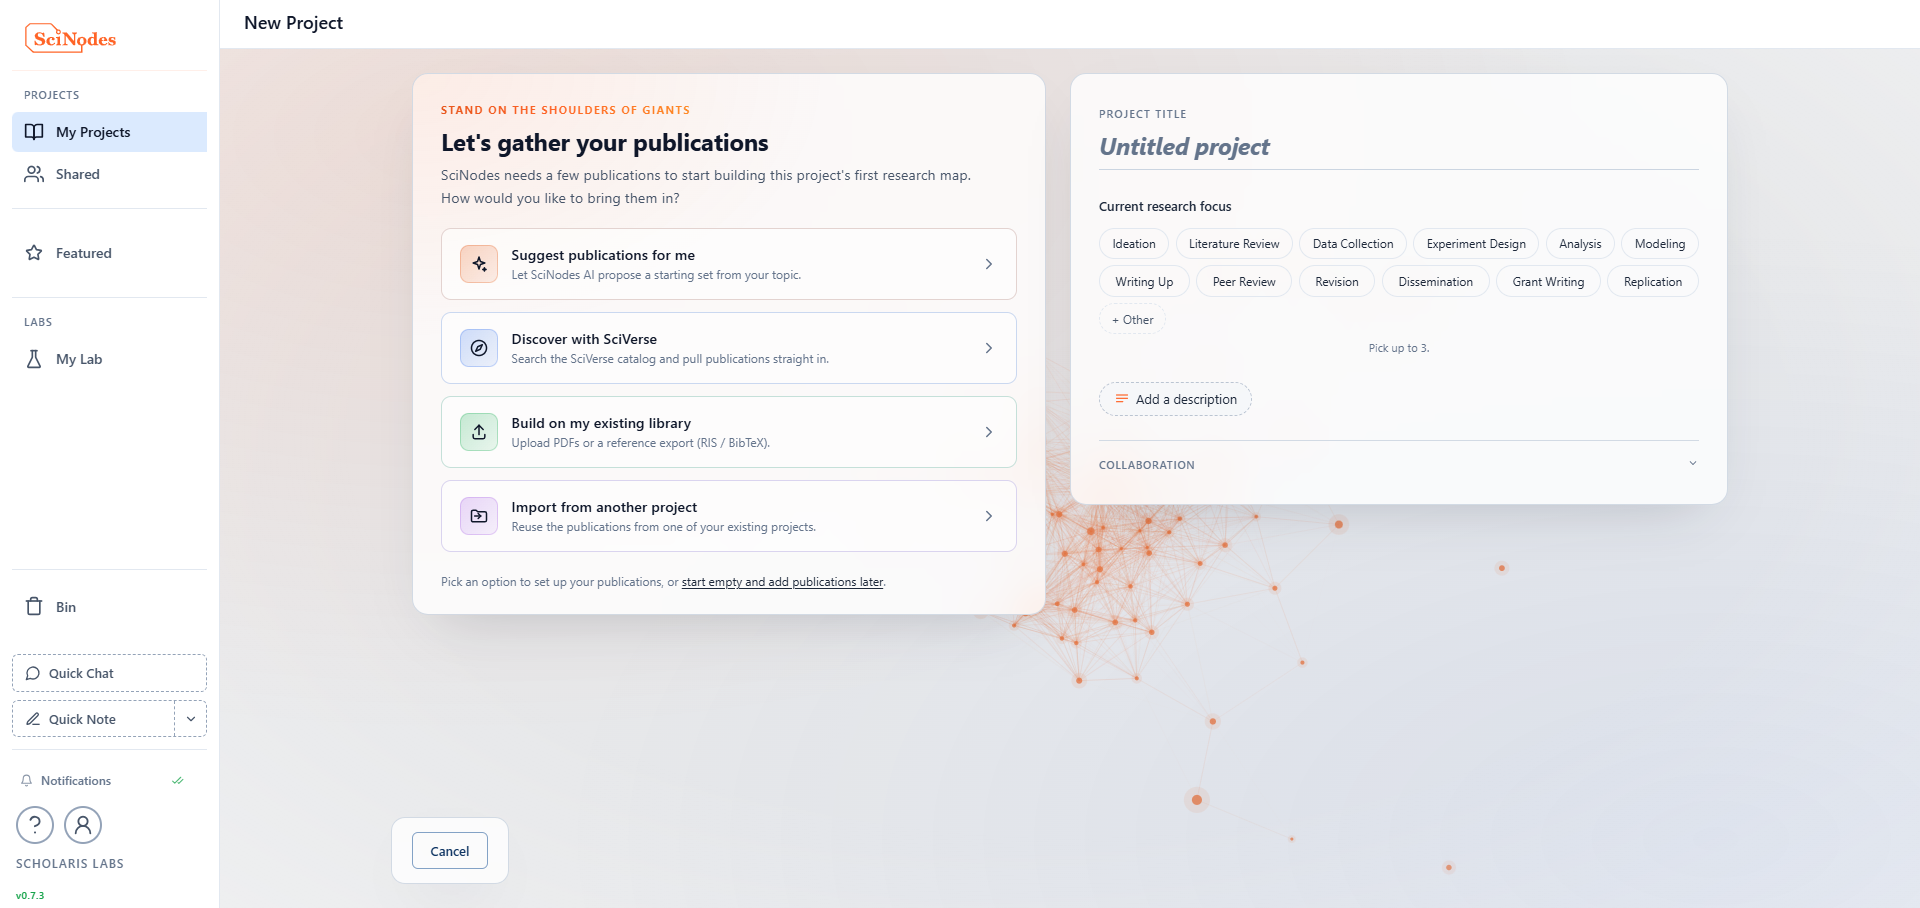 SciNodes
PROJECTS
My Projects
Shared
Featured
LABS
My Lab
Bin
Quick Chat
Quick Note
Notifications
?
SCHOLARIS LABS
v0.7.3
New Project
STAND ON THE SHOULDERS OF GIANTS
Let's gather your publications
SciNodes needs a few publications to start building this project's first research map.
How would you like to bring them in?
Suggest publications for me
Let SciNodes AI propose a starting set from your topic.
Discover with SciVerse
Search the SciVerse catalog and pull publications straight in.
Build on my existing library
Upload PDFs or a reference export (RIS / BibTeX).
Import from another project
Reuse the publications from one of your existing projects.
Pick an option to set up your publications, or start empty and add publications later.
Cancel
PROJECT TITLE
Untitled project
Current research focus
Ideation Literature Review Data Collection Experiment Design Analysis Modeling
Writing Up Peer Review Revision Dissemination Grant Writing Replication
+ Other
Pick up to 3.
Add a description
COLLABORATION